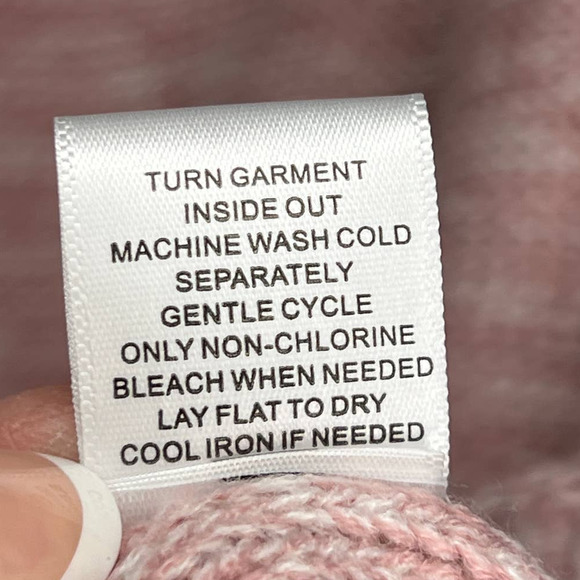 TURN GARMENT
INSIDE OUT
MACHINE WASH COLD
SEPARATELY
GENTLE CYCLE
ONLY NON-CHLORINE
BLEACH WHEN NEEDED
LAY FLAT TO DRY
COOL IRON IF NEEDED